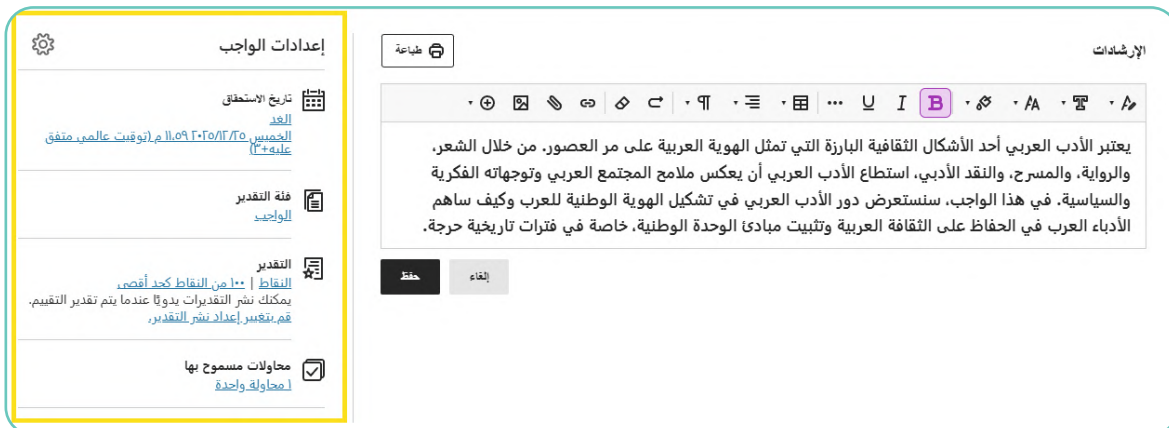 الإرشادات
طباعة
يعتبر الأدب العربي أحد الأشكال الثقافية البارزة التي تمثل الهوية العربية على مر العصور. من خلال الشعر،
والرواية، والمسرح، والنقد الأدبي، استطاع الأدب العربي أن يعكس ملامح المجتمع العربي وتوجهاته الفكرية
والسياسية. في هذا الواجب، سنستعرض دور الأدب العربي في تشكيل الهوية الوطنية للعرب وكيف ساهم
الأدباء العرب في الحفاظ على الثقافة العربية وتثبيت مبادئ الوحدة الوطنية، خاصة في فترات تاريخية حرجة.
إلغاء
حفظ
إعدادات الواجب
تاريخ الاستحقاق
الغد
الخميس ٢٠٢٥/١٢/٢٥ ١١،٥٩ م (توقيت عالمي متفق
عليه+٣)
فئة التقدير
الواجب
التقدير
النقاط | ١٠٠ من النقاط كحد أقصى
يمكنك نشر التقديرات يدويًا عندما يتم تقدير التقييم.
قم بتغيير إعداد نشر التقدير.
محاولات مسموح بها
١ محاولة واحدة